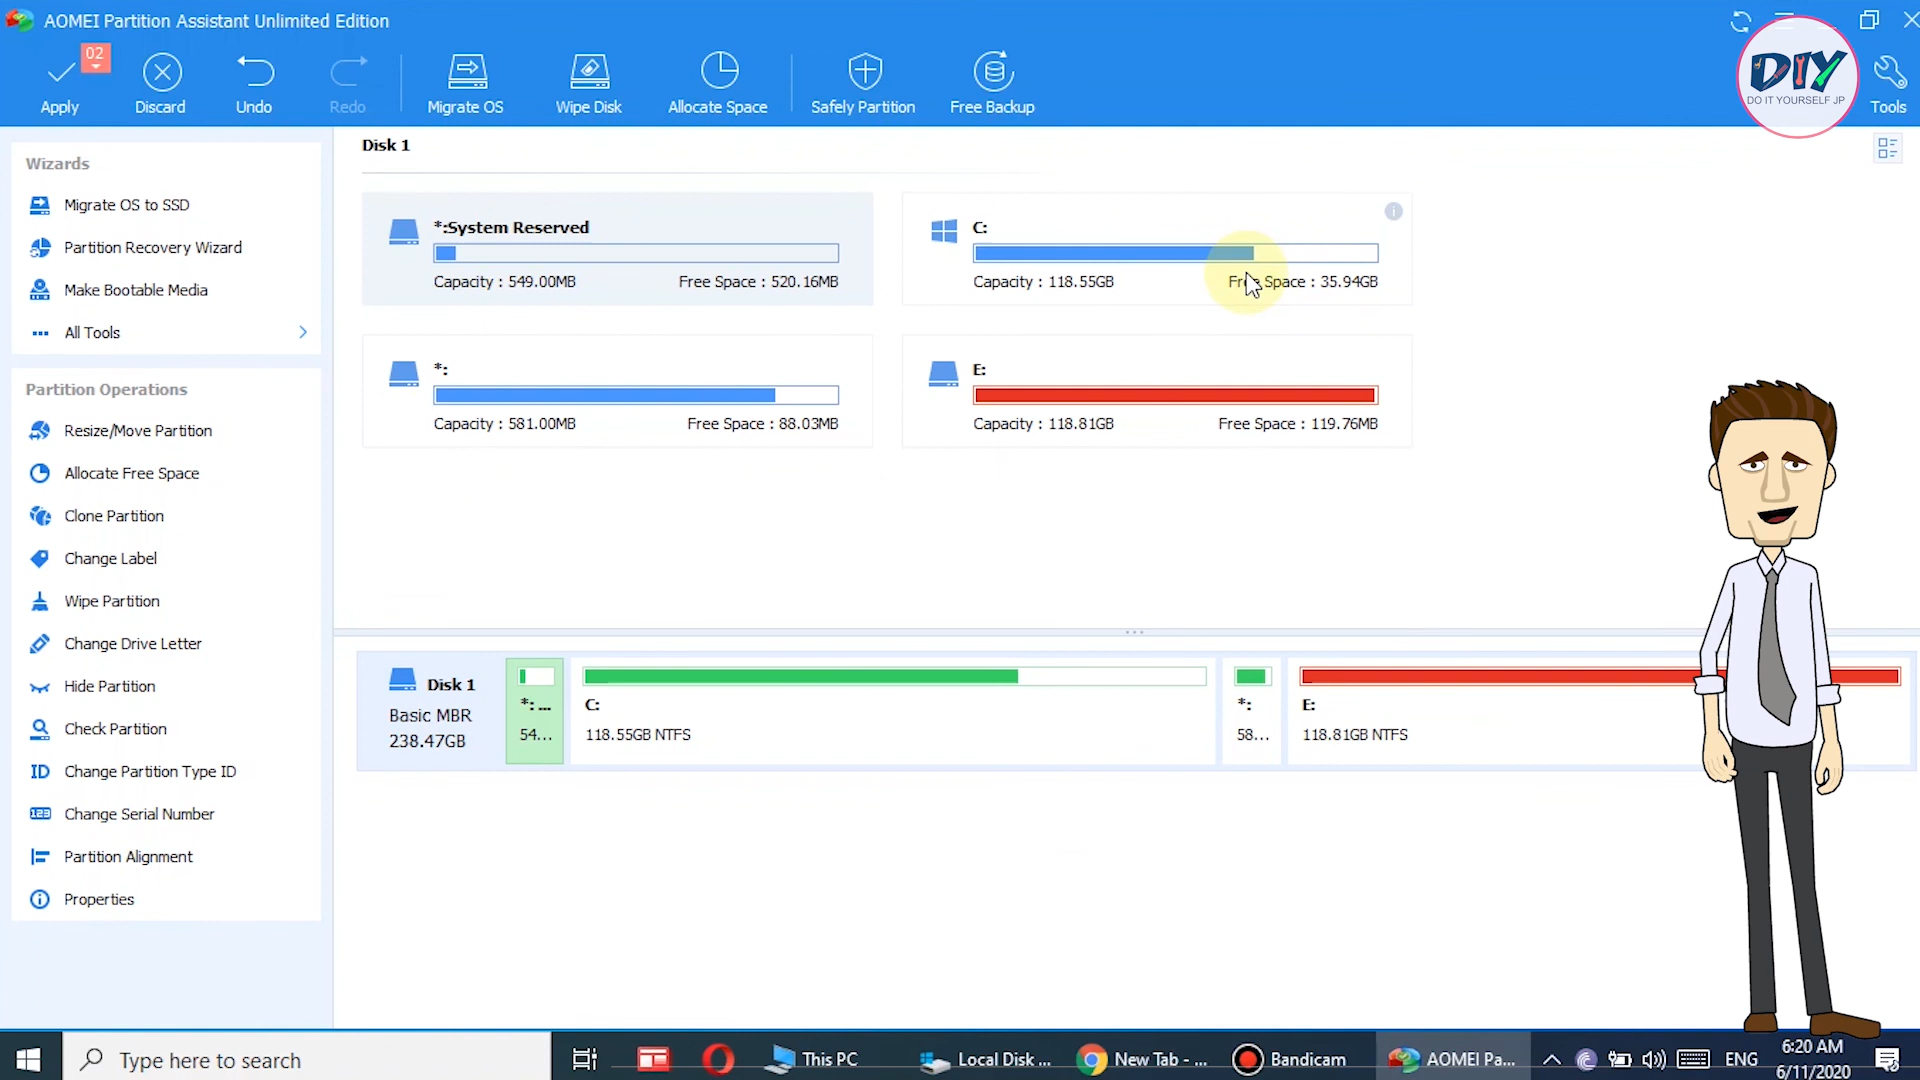 AOMEI Partition Assistant Unlimited Edition
02
Apply
Discard
Undo
Redo
Migrate OS
Wipe Disk
Allocate Space
Safely Partition
Free Backup
Tools
DIY
DO IT YOURSELF JP
Wizards
Migrate OS to SSD
Partition Recovery Wizard
Make Bootable Media
All Tools
Partition Operations
Resize/Move Partition
Allocate Free Space
Clone Partition
Change Label
Wipe Partition
Change Drive Letter
Hide Partition
Check Partition
ID Change Partition Type ID
123 Change Serial Number
Partition Alignment
Properties
Disk 1
*:System Reserved
Capacity : 549.00MB Free Space : 520.16MB
C:
Capacity : 118.55GB Free Space : 35.94GB
*:
Capacity : 581.00MB Free Space : 88.03MB
E:
Capacity : 118.81GB Free Space : 119.76MB
Disk 1
Basic MBR
238.47GB
*: ...
54...
C:
118.55GB NTFS
*:
58...
E:
118.81GB NTFS
Type here to search
This PC
Local Disk ...
New Tab - ...
Bandicam
AOMEI Pa...
ENG
6:20 AM
6/11/2020